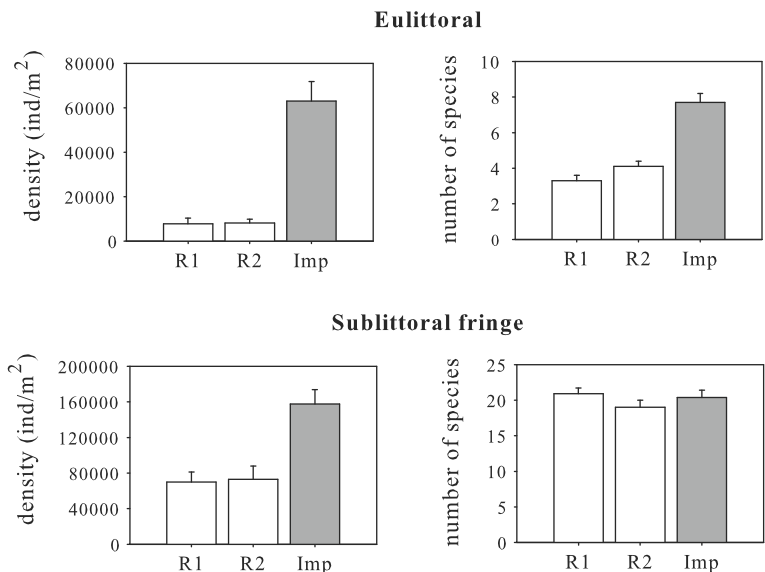 Eulittoral
density (ind/m²)
80000
60000
40000
20000
0
R1 R2 Imp
number of species
10
8
6
4
2
0
R1 R2 Imp
Sublittoral fringe
density (ind/m²)
200000
160000
120000
80000
40000
0
R1 R2 Imp
number of species
25
20
15
10
5
0
R1 R2 Imp